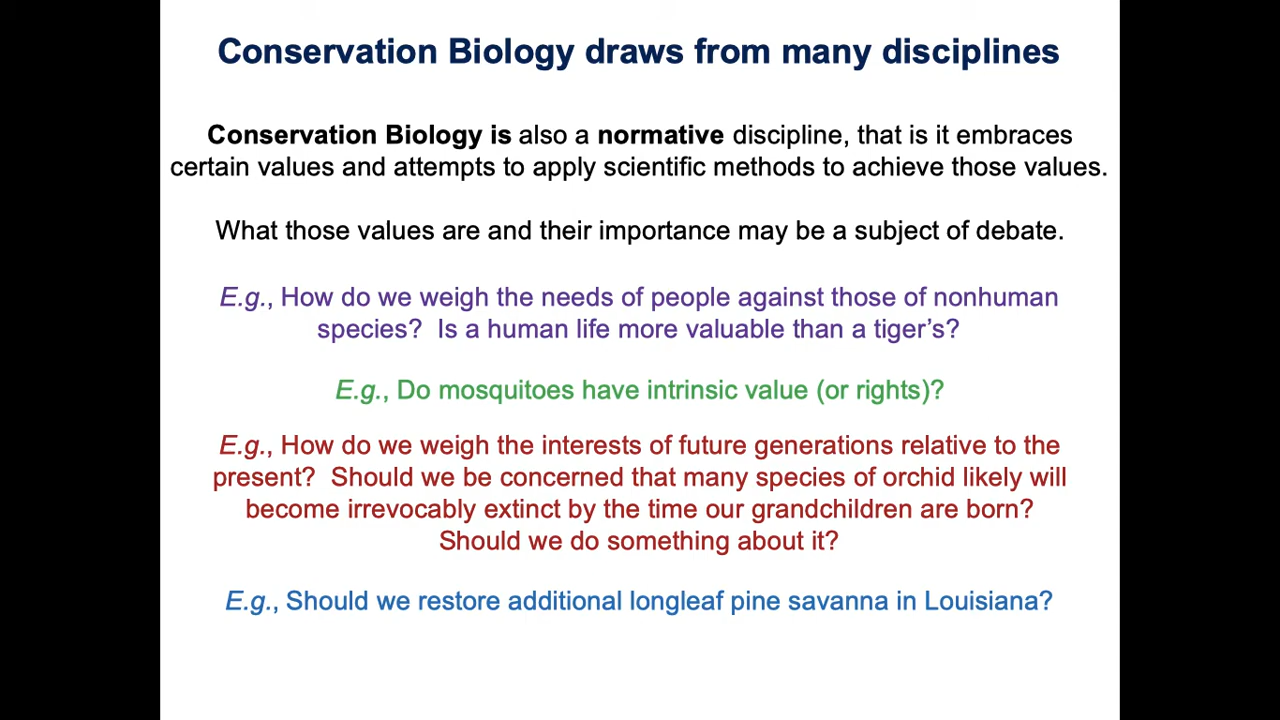 Conservation Biology draws from many disciplines
Conservation Biology is also a normative discipline, that is it embraces
certain values and attempts to apply scientific methods to achieve those values.
What those values are and their importance may be a subject of debate.
E.g., How do we weigh the needs of people against those of nonhuman
species?  Is a human life more valuable than a tiger’s?
E.g., Do mosquitoes have intrinsic value (or rights)?
E.g., How do we weigh the interests of future generations relative to the
present?  Should we be concerned that many species of orchid likely will
become irrevocably extinct by the time our grandchildren are born?
Should we do something about it?
E.g., Should we restore additional longleaf pine savanna in Louisiana?